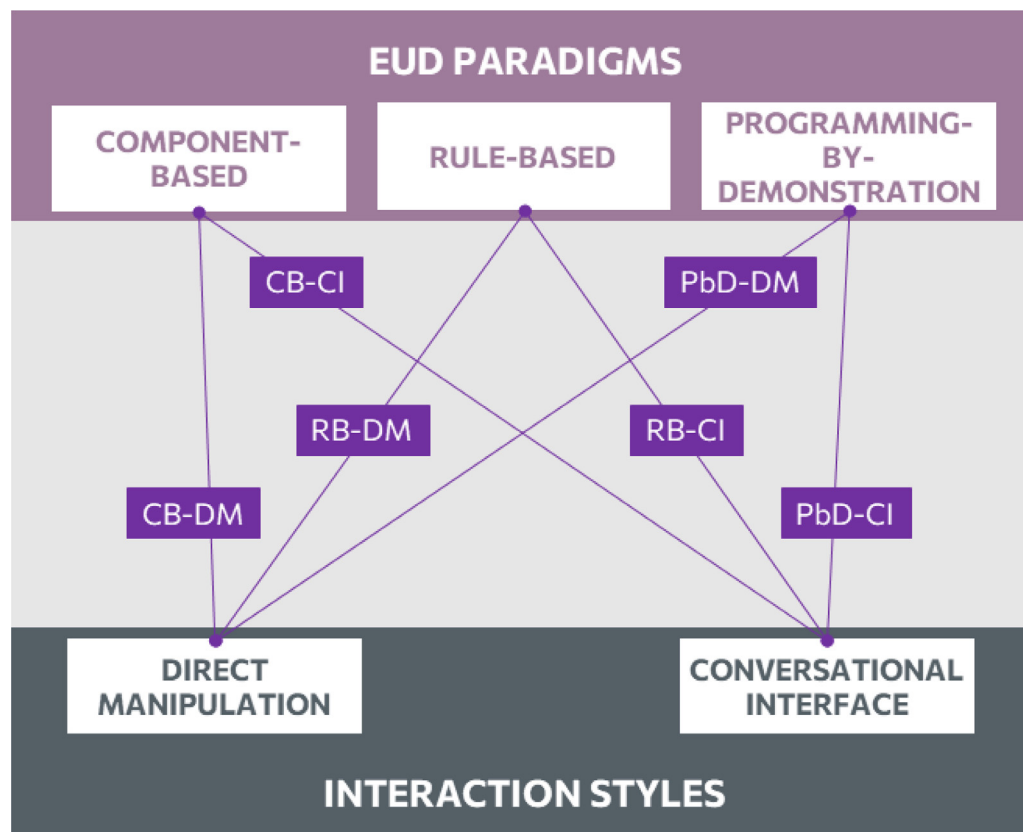 EUD PARADIGMS
COMPONENT-
BASED
RULE-BASED
PROGRAMMING-
BY-
DEMONSTRATION
CB-CI
PbD-DM
RB-DM
RB-CI
CB-DM
PbD-CI
DIRECT
MANIPULATION
CONVERSATIONAL
INTERFACE
INTERACTION STYLES